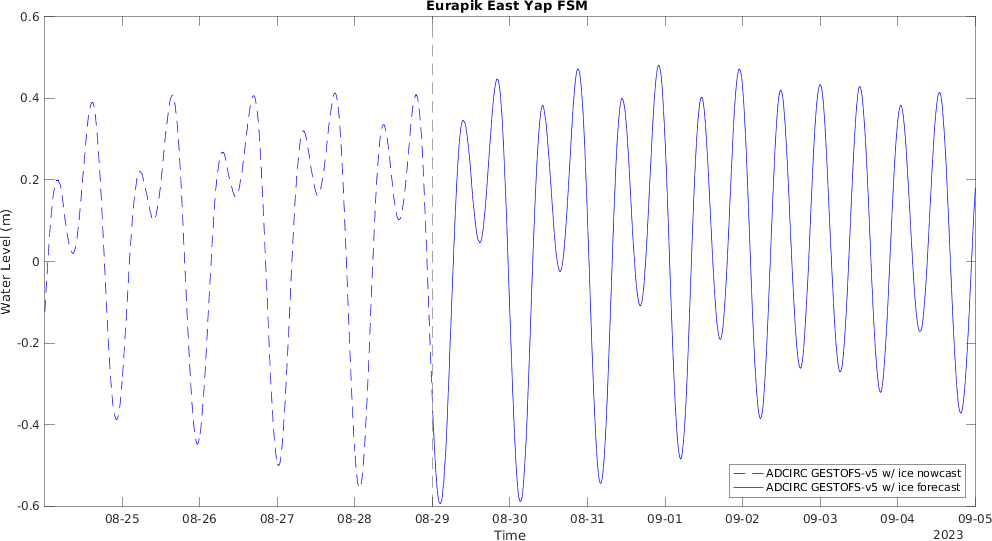 Eurapik East Yap FSM
Water Level (m)
0.6
0.4
0.2
0
-0.2
-0.4
-0.6
08-25 08-26 08-27 08-28 08-29 08-30 08-31 09-01 09-02 09-03 09-04 09-05
Time
2023
ADCIRC GESTOFS-v5 w/ ice nowcast
ADCIRC GESTOFS-v5 w/ ice forecast